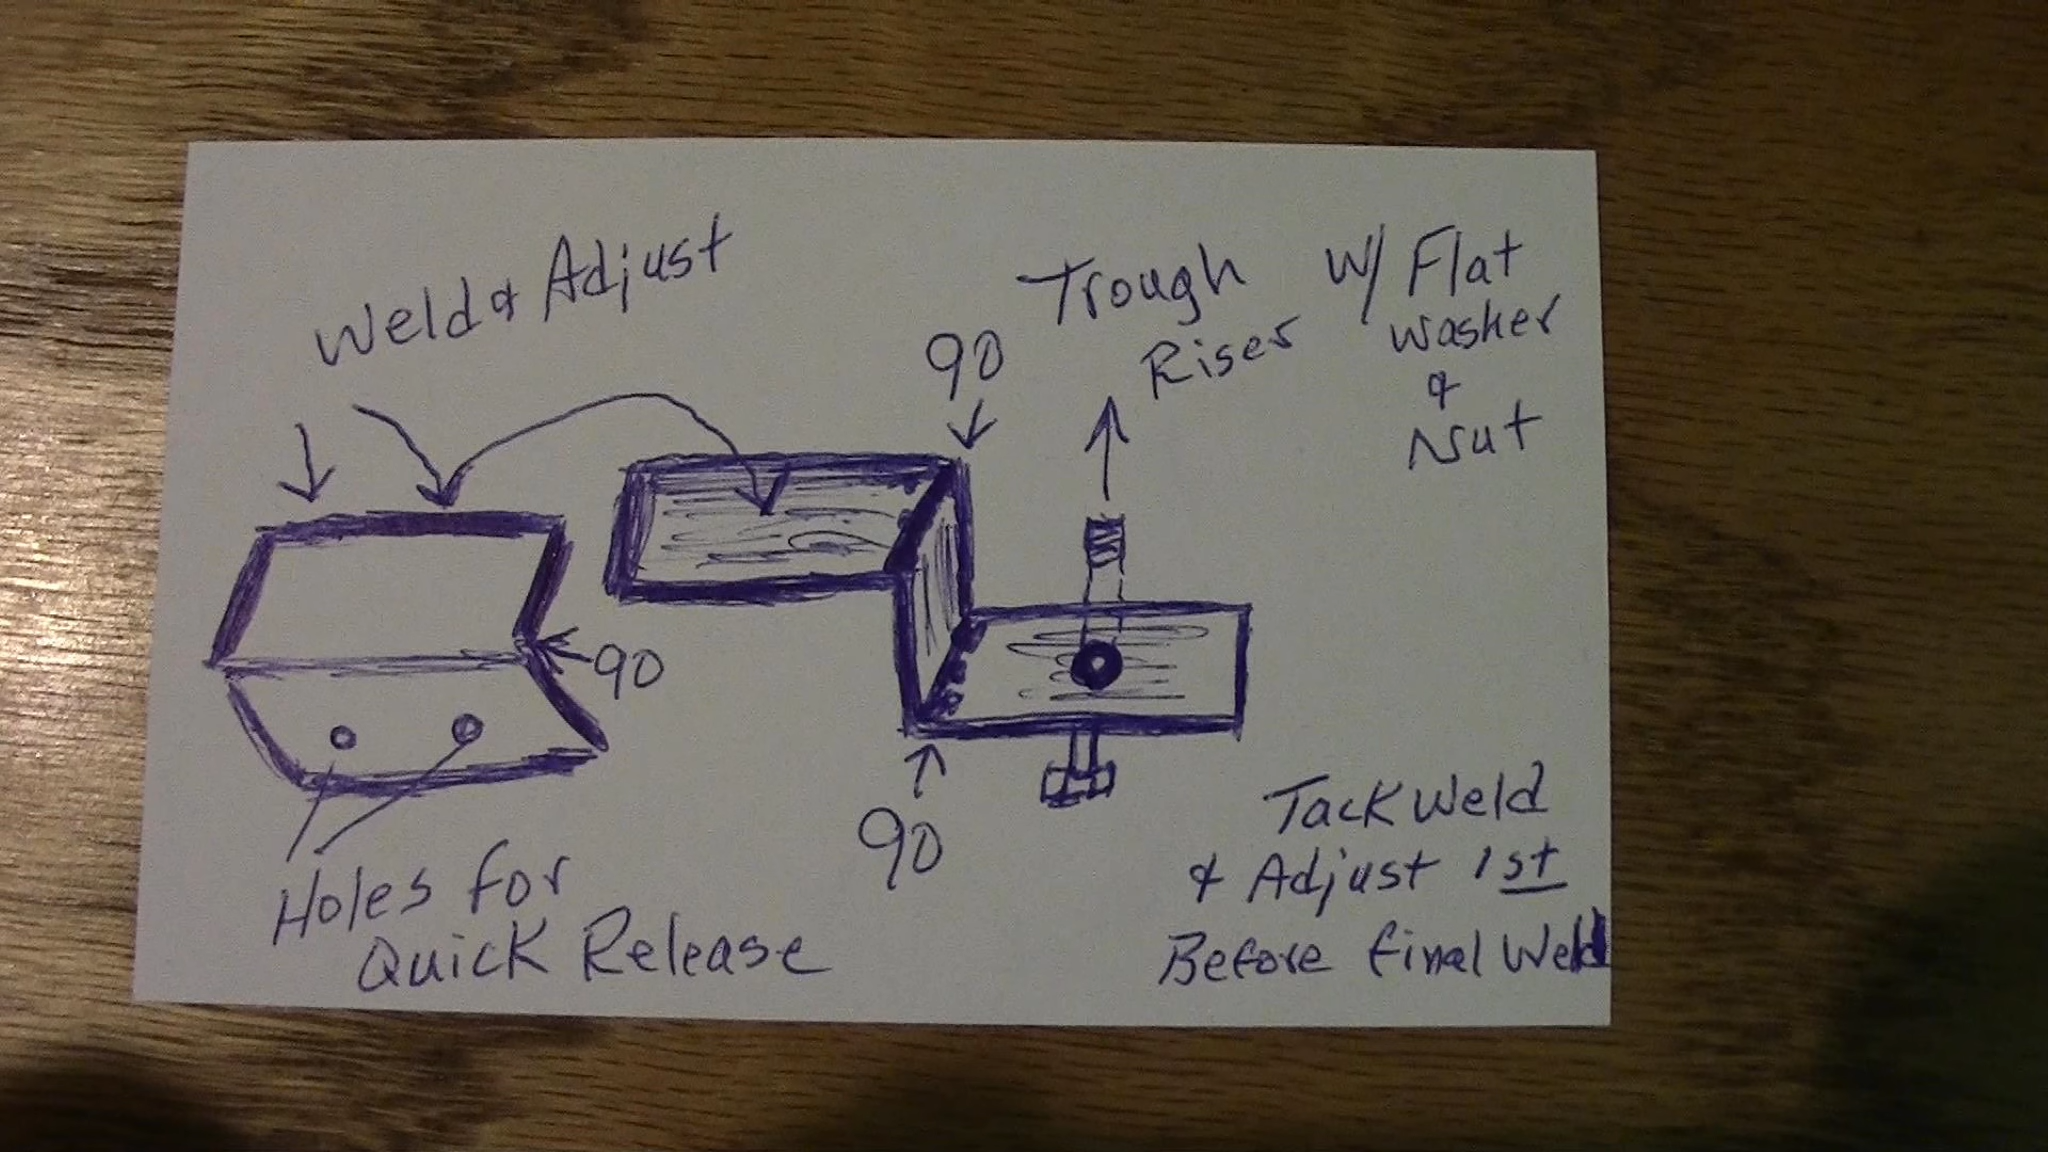 Weld & Adjust
Trough
Riser
W/ Flat
Washer
&
Nut
90
90
90
Holes for
Quick Release
Tack Weld
& Adjust 1st
Before final Weld